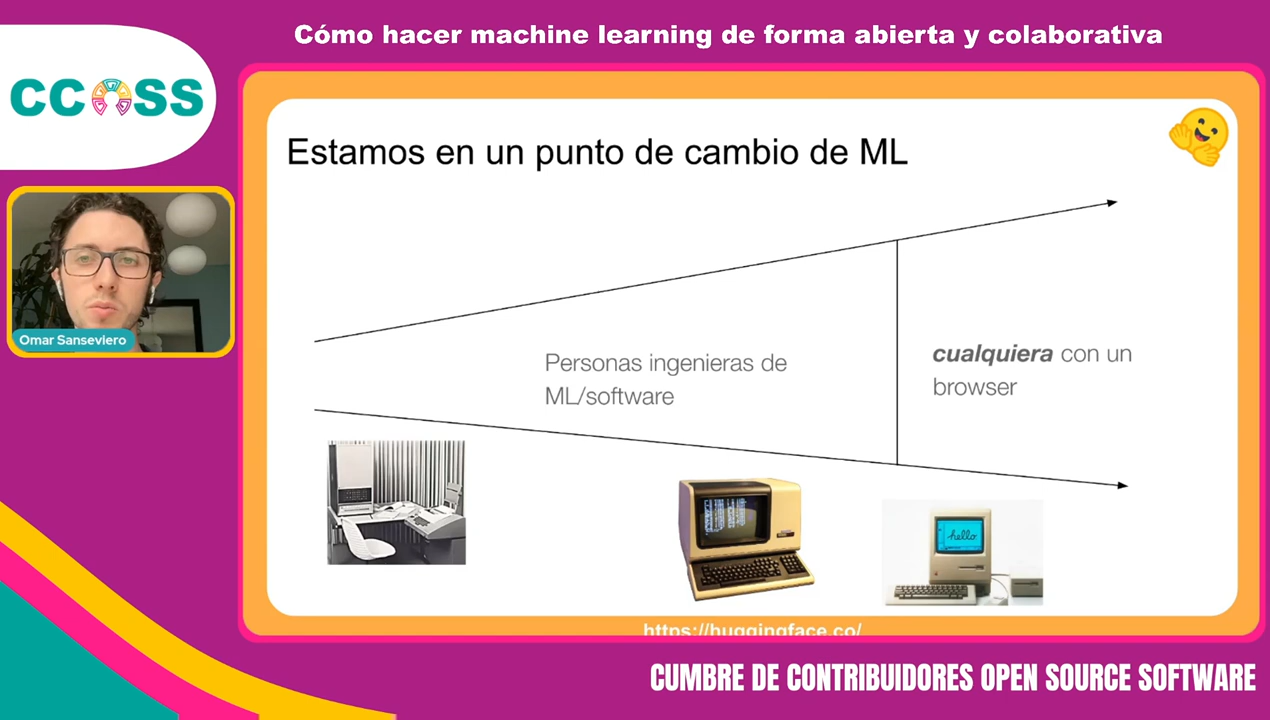 Cómo hacer machine learning de forma abierta y colaborativa
CCOSS
Estamos en un punto de cambio de ML
Omar Sanseviero
Personas ingenieras de
ML/software
cualquiera con un
browser
hello
https://huggingface.co/
CUMBRE DE CONTRIBUIDORES OPEN SOURCE SOFTWARE